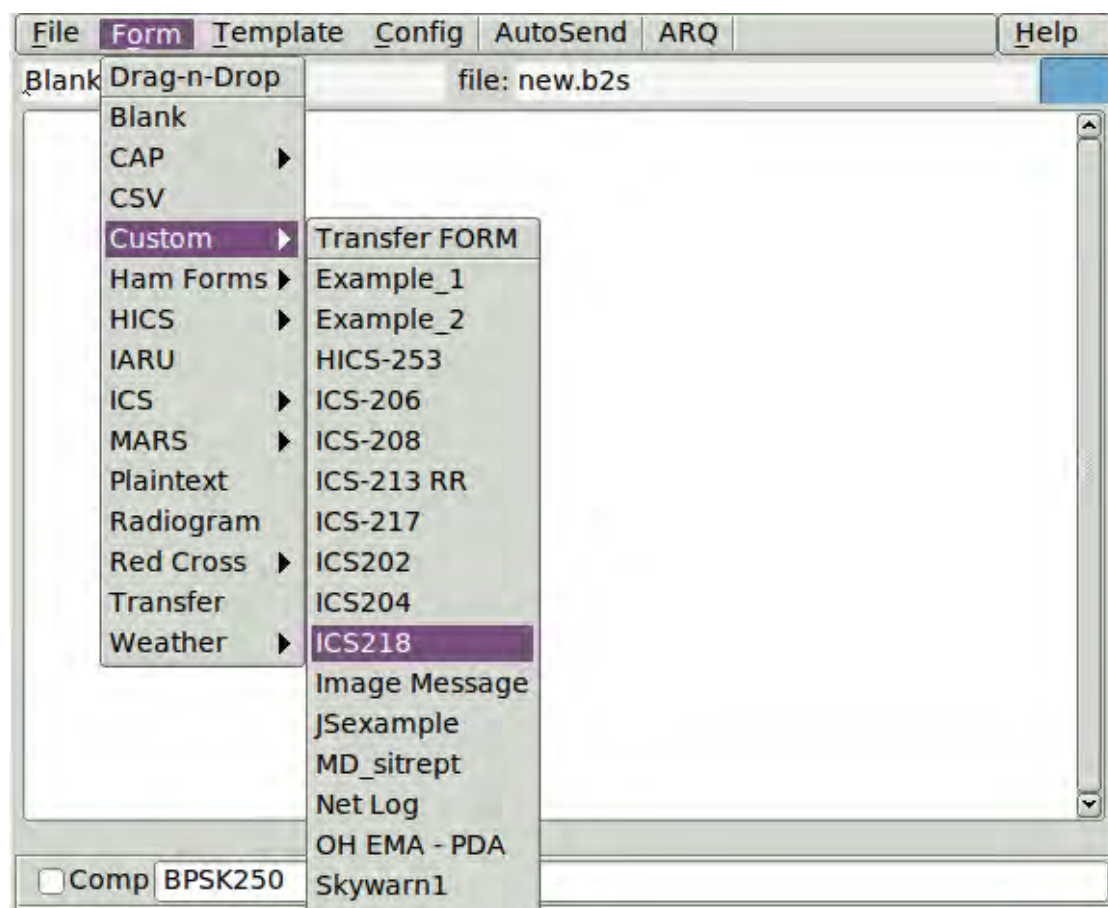 File Form Template Config AutoSend ARQ Help
Blank file: new.b2s
Drag-n-Drop
Blank
CAP
CSV
Custom
Ham Forms
HICS
IARU
ICS
MARS
Plaintext
Radiogram
Red Cross
Transfer
Weather
Transfer FORM
Example_1
Example_2
HICS-253
ICS-206
ICS-208
ICS-213 RR
ICS-217
ICS202
ICS204
ICS218
Image Message
JSexample
MD_sitrept
Net Log
OH EMA - PDA
Skywarn1
Comp BPSK250